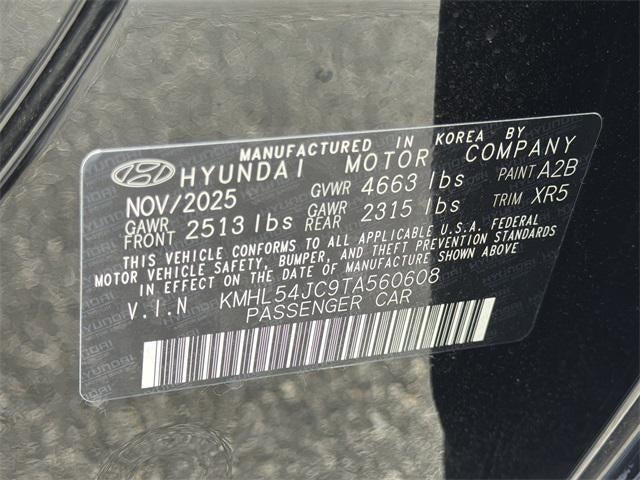 MANUFACTURED IN KOREA BY
HYUNDAI MOTOR COMPANY
NOV/2025 GVWR 4663 lbs PAINT A2B
GAWR FRONT 2513 lbs GAWR REAR 2315 lbs TRIM XR5
THIS VEHICLE CONFORMS TO ALL APPLICABLE U.S.A. FEDERAL
MOTOR VEHICLE SAFETY, BUMPER, AND THEFT PREVENTION STANDARDS
IN EFFECT ON THE DATE OF MANUFACTURE SHOWN ABOVE
V.I.N KMHL54JC9TA560608
PASSENGER CAR